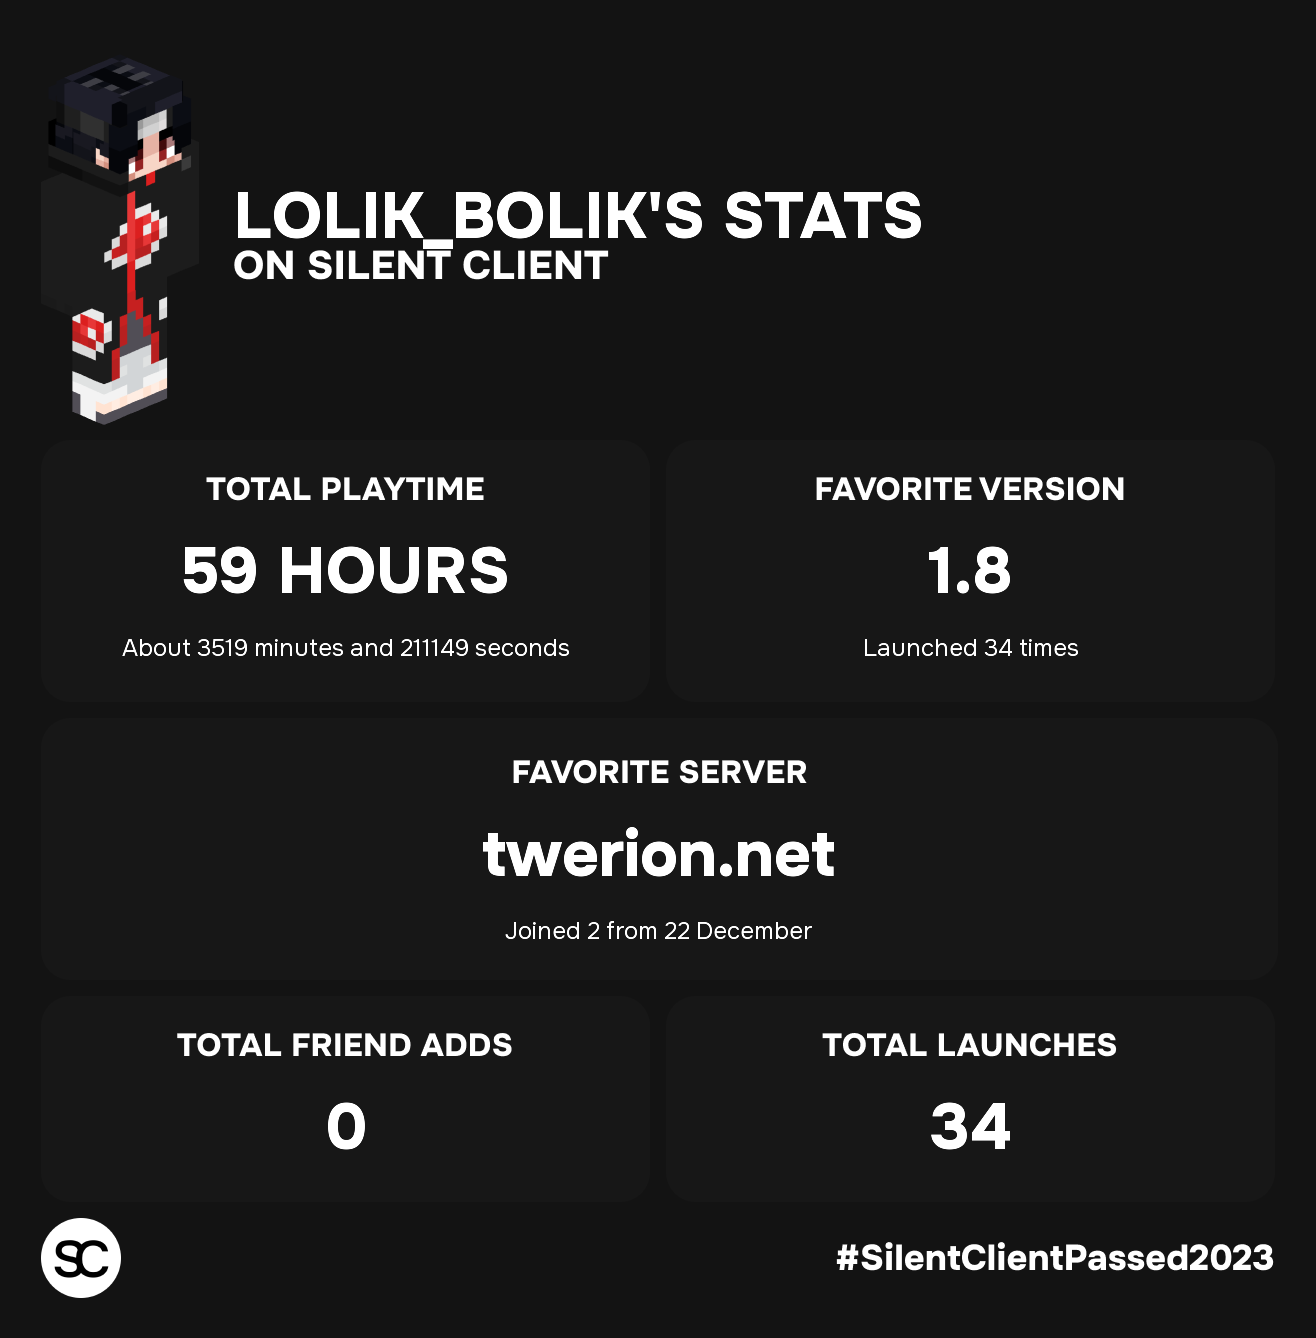 LOLIK_BOLIK'S STATS
ON SILENT CLIENT
TOTAL PLAYTIME
59 HOURS
About 3519 minutes and 211149 seconds
FAVORITE VERSION
1.8
Launched 34 times
FAVORITE SERVER
twerion.net
Joined 2 from 22 December
TOTAL FRIEND ADDS
0
TOTAL LAUNCHES
34
SC
#SilentClientPassed2023